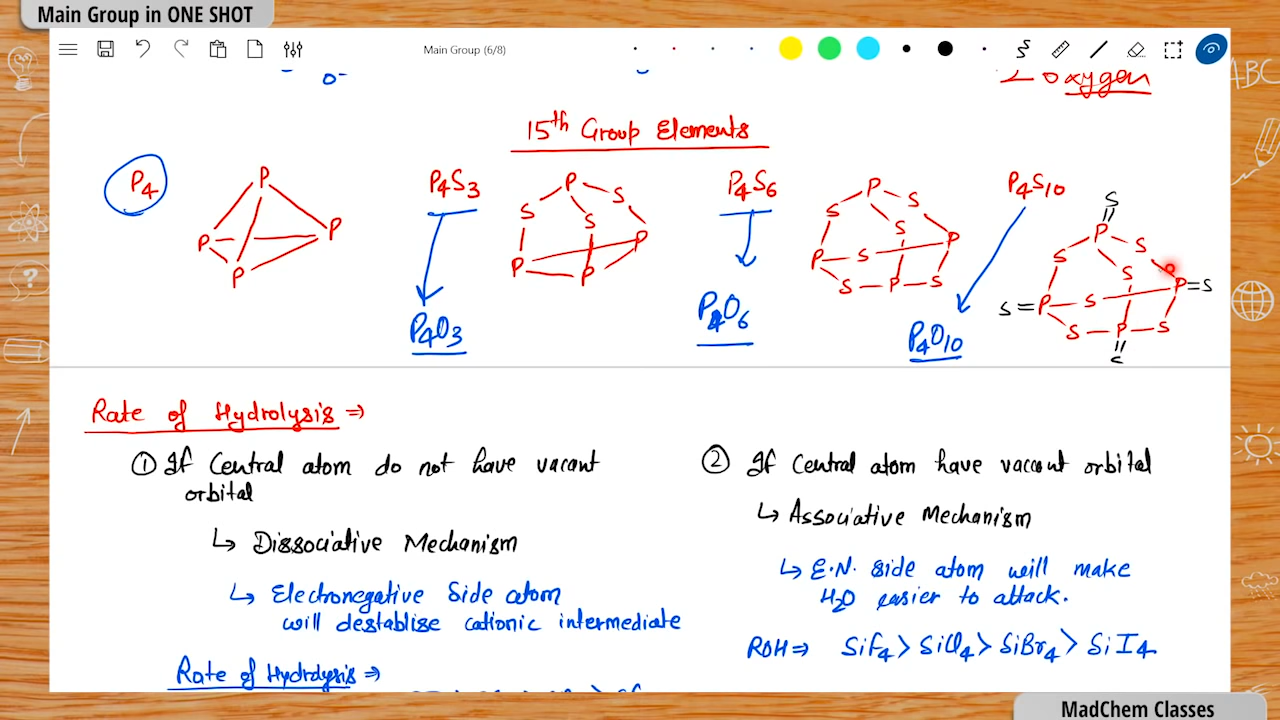 Main Group in ONE SHOT
Main Group (6/8)
ABC
oxygen
15th Group Elements
P4
P4S3
P4S6
P4S10
P
P
P
P
P
S
S
S
P
P
P
P
S
S
S
P
S
P
S
P
S
S
P
S
S
S
P
P=S
S=P
S
S
P
S
P4O3
P4O6
P4O10
Rate of Hydrolysis ⇒
① If Central atom do not have vacant
orbital
↳ Dissociative Mechanism
↳ Electronegative Side atom
will destablise cationic intermediate
Rate of Hydrolysis ⇒
② If Central atom have vaccant orbital
↳ Associative Mechanism
↳ E.N. side atom will make
H2O easier to attack.
ROH ⇒ SiF4 > SiCl4 > SiBr4 > SiI4
MadChem Classes